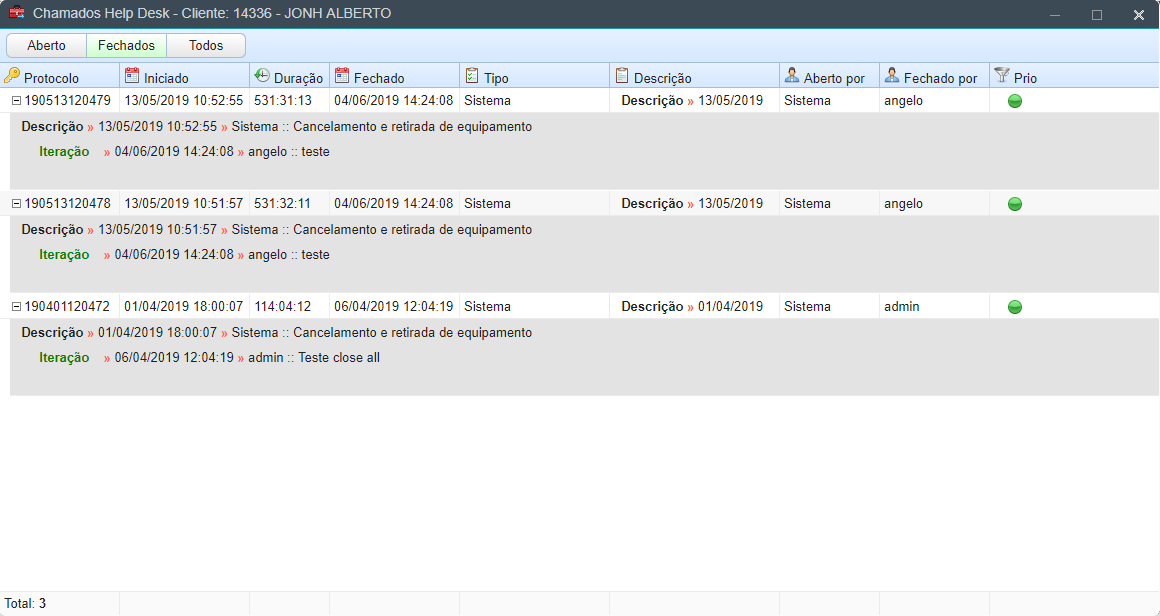 Chamados Help Desk - Cliente: 14336 - JONH ALBERTO
Aberto Fechados Todos
Protocolo Iniciado Duração Fechado Tipo Descrição Aberto por Fechado por Prio
190513120479 13/05/2019 10:52:55 531:31:13 04/06/2019 14:24:08 Sistema Descrição » 13/05/2019 Sistema angelo
Descrição » 13/05/2019 10:52:55 » Sistema :: Cancelamento e retirada de equipamento
Iteração » 04/06/2019 14:24:08 » angelo :: teste
190513120478 13/05/2019 10:51:57 531:32:11 04/06/2019 14:24:08 Sistema Descrição » 13/05/2019 Sistema angelo
Descrição » 13/05/2019 10:51:57 » Sistema :: Cancelamento e retirada de equipamento
Iteração » 04/06/2019 14:24:08 » angelo :: teste
190401120472 01/04/2019 18:00:07 114:04:12 06/04/2019 12:04:19 Sistema Descrição » 01/04/2019 Sistema admin
Descrição » 01/04/2019 18:00:07 » Sistema :: Cancelamento e retirada de equipamento
Iteração » 06/04/2019 12:04:19 » admin :: Teste close all
Total: 3